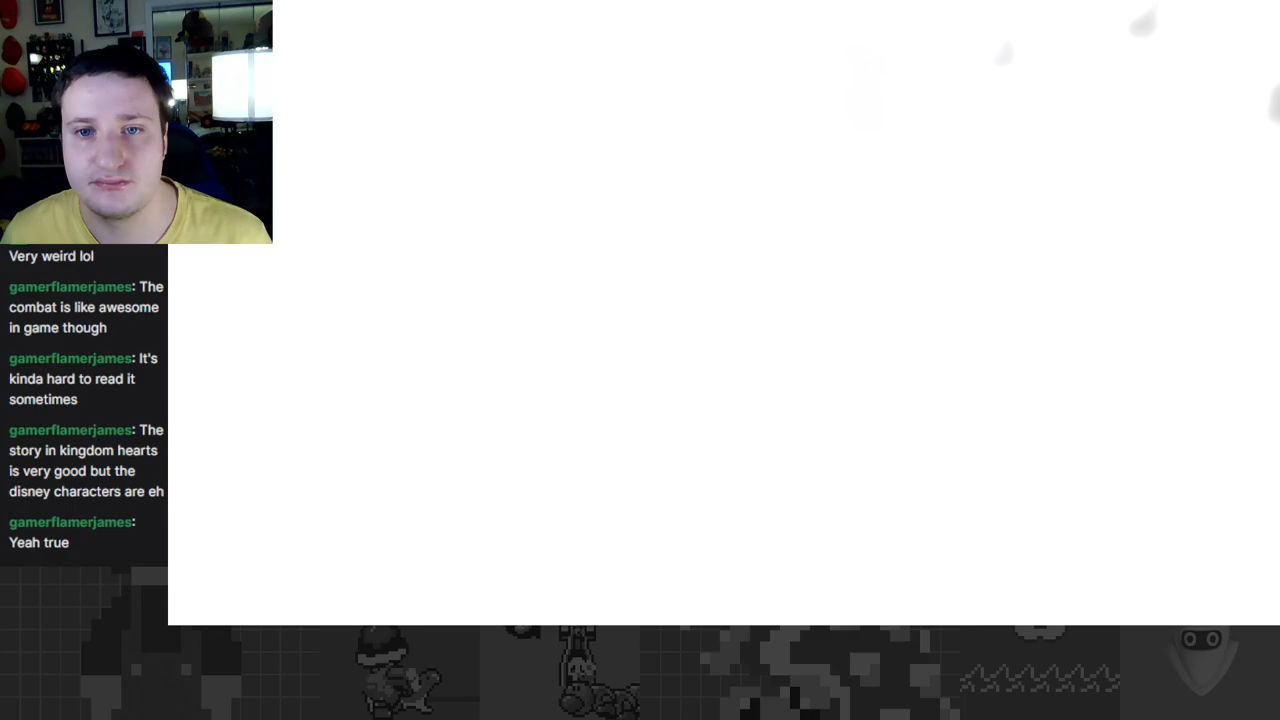 Very weird lol
gamerflamerjames: The
combat is like awesome
in game though
gamerflamerjames: It's
kinda hard to read it
sometimes
gamerflamerjames: The
story in kingdom hearts
is very good but the
disney characters are eh
gamerflamerjames:
Yeah true